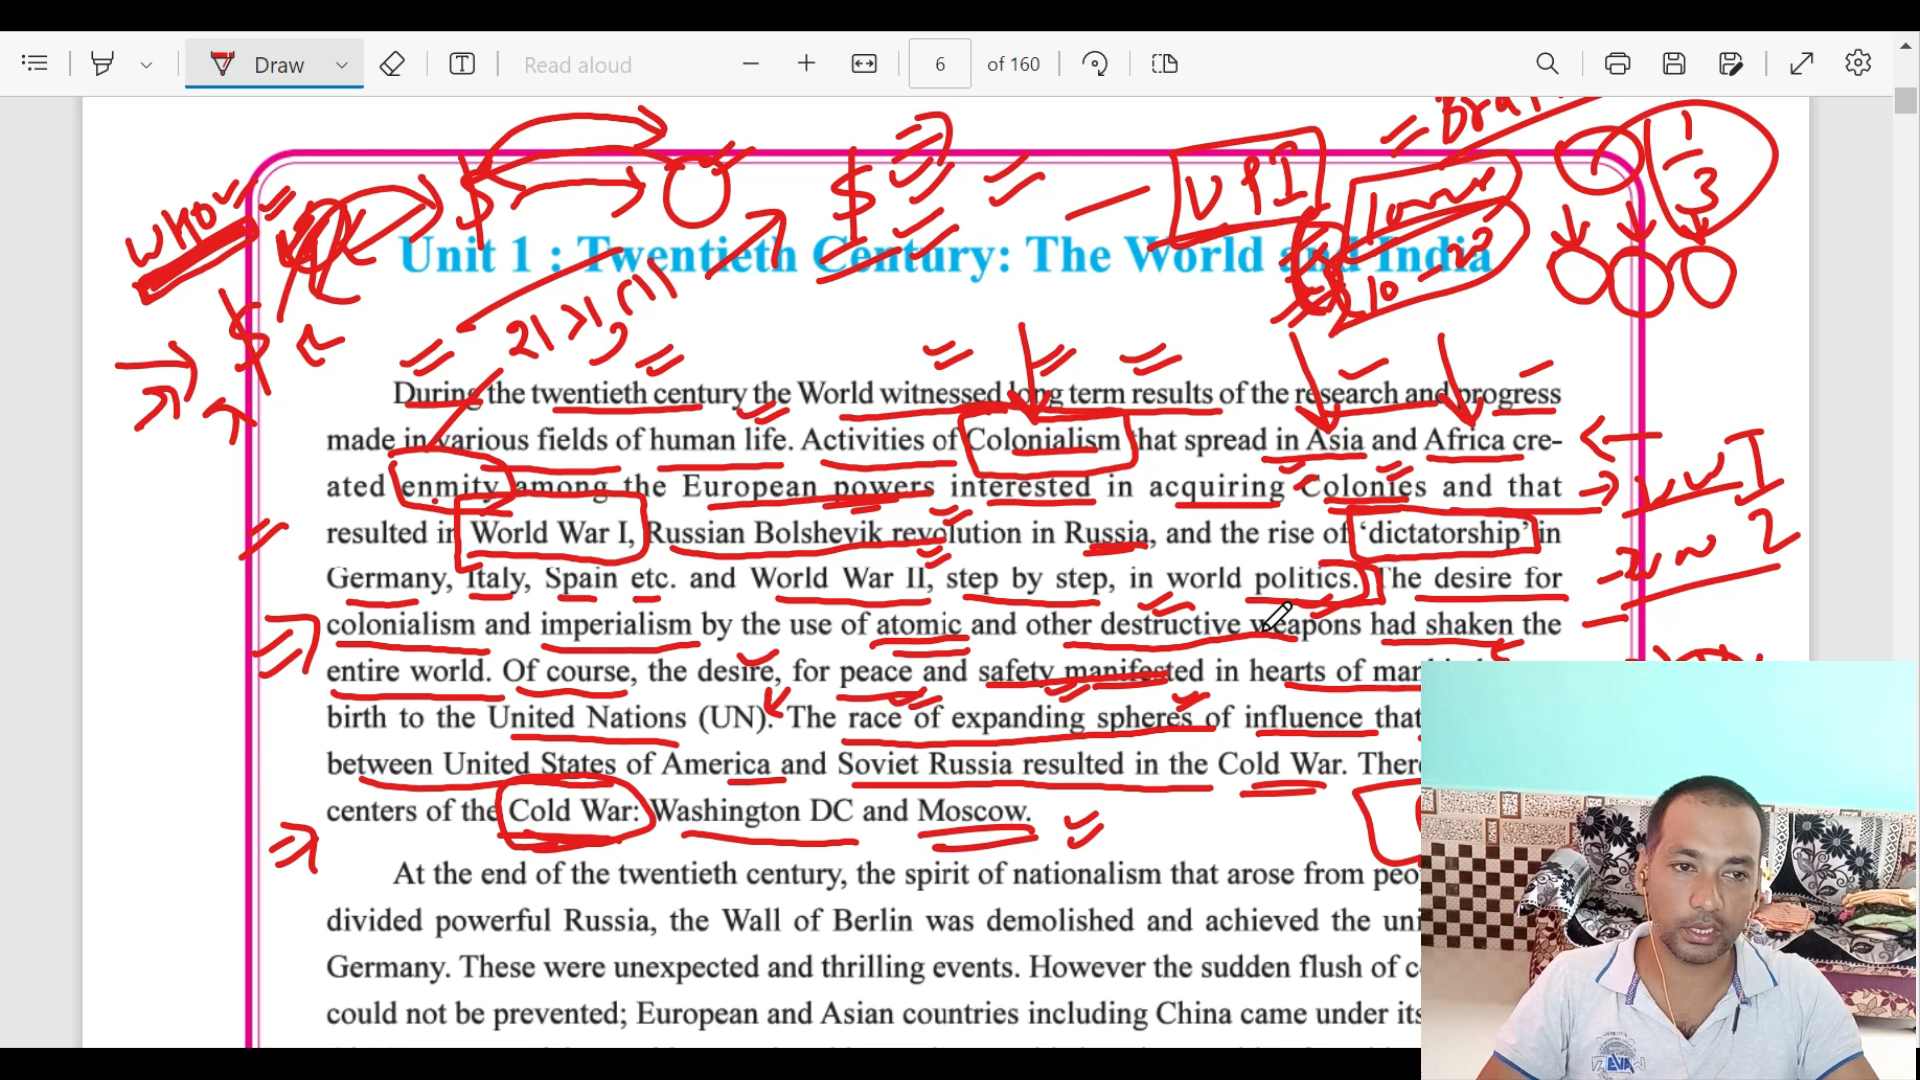 Draw
Read aloud
6 of 160
Bra
WHO
$
$
UPI
1
3
$
Unit 1 : Twentieth Century: The World and India
During the twentieth century the World witnessed long term results of the research and progress
made in various fields of human life. Activities of Colonialism that spread in Asia and Africa cre-
ated enmity among the European powers interested in acquiring Colonies and that
resulted in World War I, Russian Bolshevik revolution in Russia, and the rise of ‘dictatorship’ in
Germany, Italy, Spain etc. and World War II, step by step, in world politics. The desire for
colonialism and imperialism by the use of atomic and other destructive weapons had shaken the
entire world. Of course, the desire, for peace and safety manifested in hearts of man
birth to the United Nations (UN). The race of expanding spheres of influence that
between United States of America and Soviet Russia resulted in the Cold War. Ther
centers of the Cold War: Washington DC and Moscow.
At the end of the twentieth century, the spirit of nationalism that arose from peo
divided powerful Russia, the Wall of Berlin was demolished and achieved the uni
Germany. These were unexpected and thrilling events. However the sudden flush of c
could not be prevented; European and Asian countries including China came under its